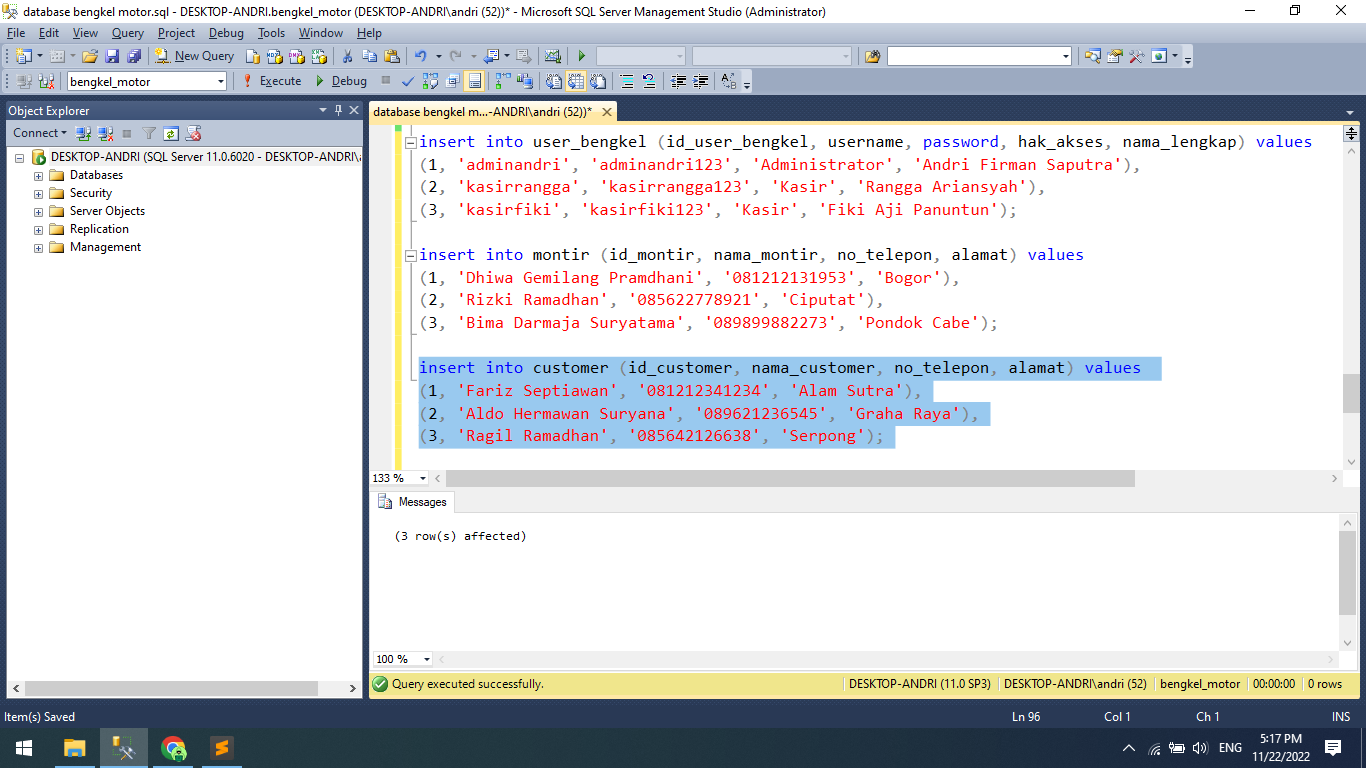 database bengkel motor.sql - DESKTOP-ANDRI.bengkel_motor (DESKTOP-ANDRI\andri (52))* - Microsoft SQL Server Management Studio (Administrator)
File Edit View Query Project Debug Tools Window Help
New Query
bengkel_motor Execute Debug
Object Explorer
Connect
DESKTOP-ANDRI (SQL Server 11.0.6020 - DESKTOP-ANDRI\
Databases
Security
Server Objects
Replication
Management
database bengkel m...-ANDRI\andri (52))*
insert into user_bengkel (id_user_bengkel, username, password, hak_akses, nama_lengkap) values
(1, 'adminandri', 'adminandri123', 'Administrator', 'Andri Firman Saputra'),
(2, 'kasirrangga', 'kasirrangga123', 'Kasir', 'Rangga Ariansyah'),
(3, 'kasirfiki', 'kasirfiki123', 'Kasir', 'Fiki Aji Panuntun');
insert into montir (id_montir, nama_montir, no_telepon, alamat) values
(1, 'Dhiwa Gemilang Pramdhani', '081212131953', 'Bogor'),
(2, 'Rizki Ramadhan', '085622778921', 'Ciputat'),
(3, 'Bima Darmaja Suryatama', '089899882273', 'Pondok Cabe');
insert into customer (id_customer, nama_customer, no_telepon, alamat) values
(1, 'Fariz Septiawan', '081212341234', 'Alam Sutra'),
(2, 'Aldo Hermawan Suryana', '089621236545', 'Graha Raya'),
(3, 'Ragil Ramadhan', '085642126638', 'Serpong');
133 %
Messages
(3 row(s) affected)
100 %
Query executed successfully. DESKTOP-ANDRI (11.0 SP3) DESKTOP-ANDRI\andri (52) bengkel_motor 00:00:00 0 rows
Item(s) Saved Ln 96 Col 1 Ch 1 INS
ENG
5:17 PM
11/22/2022